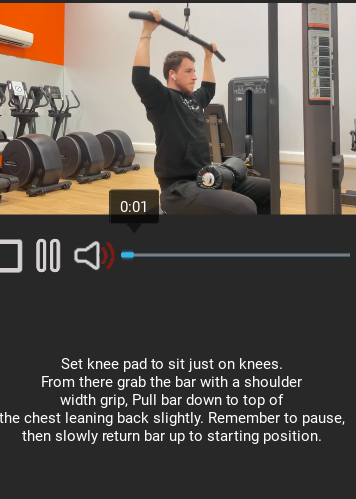 0:01
Set knee pad to sit just on knees.
From there grab the bar with a shoulder
width grip, Pull bar down to top of
the chest leaning back slightly. Remember to pause,
then slowly return bar up to starting position.